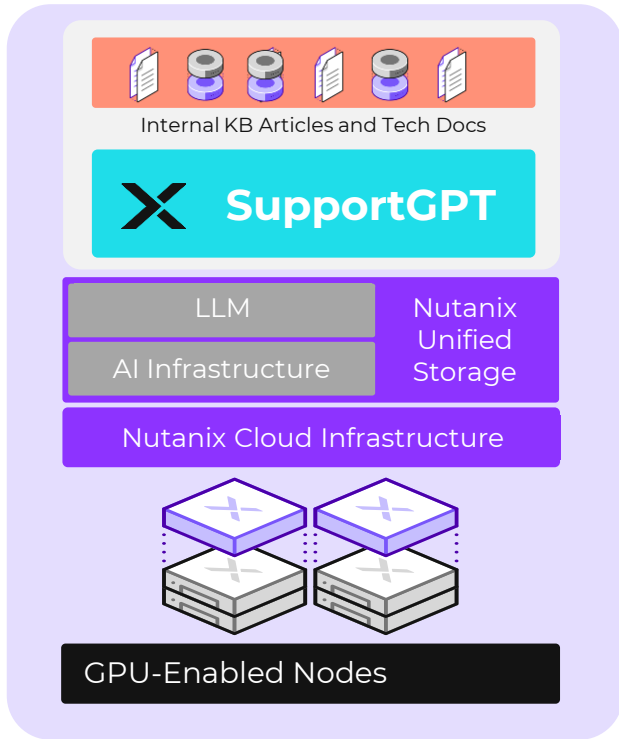 Internal KB Articles and Tech Docs
SupportGPT
LLM
AI Infrastructure
Nutanix
Unified
Storage
Nutanix Cloud Infrastructure
GPU-Enabled Nodes